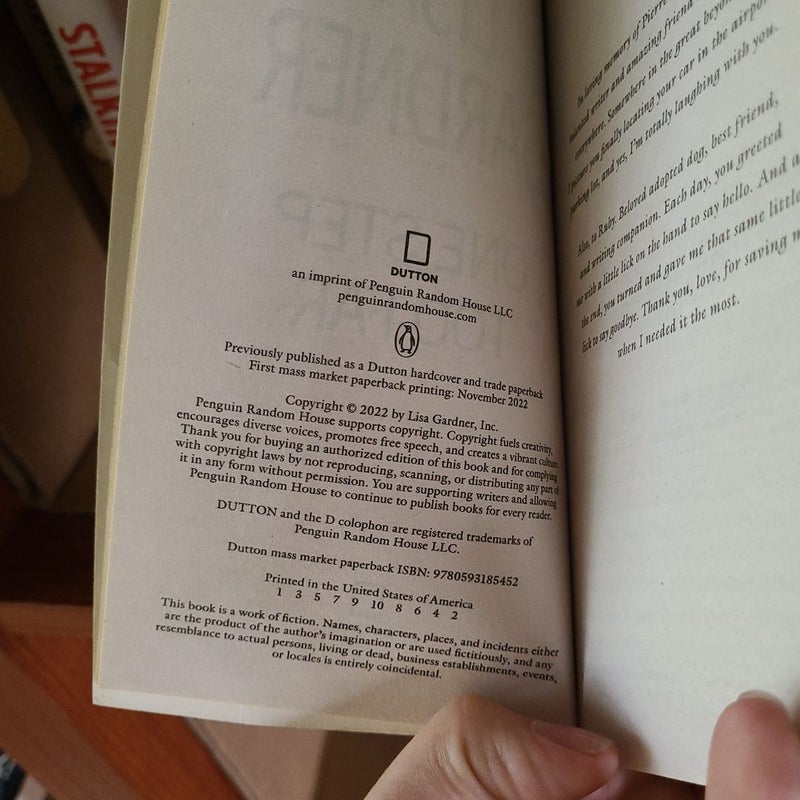 STALK
DUTTON
an imprint of Penguin Random House LLC
penguinrandomhouse.com
Previously published as a Dutton hardcover and trade paperback
First mass market paperback printing: November 2022
Copyright © 2022 by Lisa Gardner, Inc.
Penguin Random House supports copyright. Copyright fuels creativity,
encourages diverse voices, promotes free speech, and creates a vibrant culture.
Thank you for buying an authorized edition of this book and for complying
with copyright laws by not reproducing, scanning, or distributing any part of
it in any form without permission. You are supporting writers and allowing
Penguin Random House to continue to publish books for every reader.
DUTTON and the D colophon are registered trademarks of
Penguin Random House LLC.
Dutton mass market paperback ISBN: 9780593185452
Printed in the United States of America
1 3 5 7 9 10 8 6 4 2
This book is a work of fiction. Names, characters, places, and incidents either
are the product of the author's imagination or are used fictitiously, and any
resemblance to actual persons, living or dead, business establishments, events,
or locales is entirely coincidental.
In loving memory of Pierre
talented writer and amazing friend
everywhere. Somewhere in the great beyond
I picture you finally locating your car in the airport
parking lot, and yes, I'm totally laughing with you.
Also, to Ruby. Beloved adopted dog, best friend,
and writing companion. Each day, you greeted
me with a little lick on the hand to say hello. And a
the end, you turned and gave me that same little
lick to say goodbye. Thank you, love, for saving m
when I needed it the most.